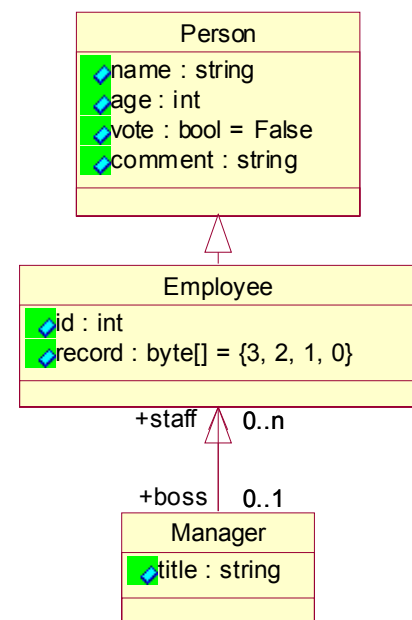 Person
name : string
age : int
vote : bool = False
comment : string
Employee
id : int
record : byte[] = {3, 2, 1, 0}
+staff 0..n
+boss 0..1
Manager
title : string